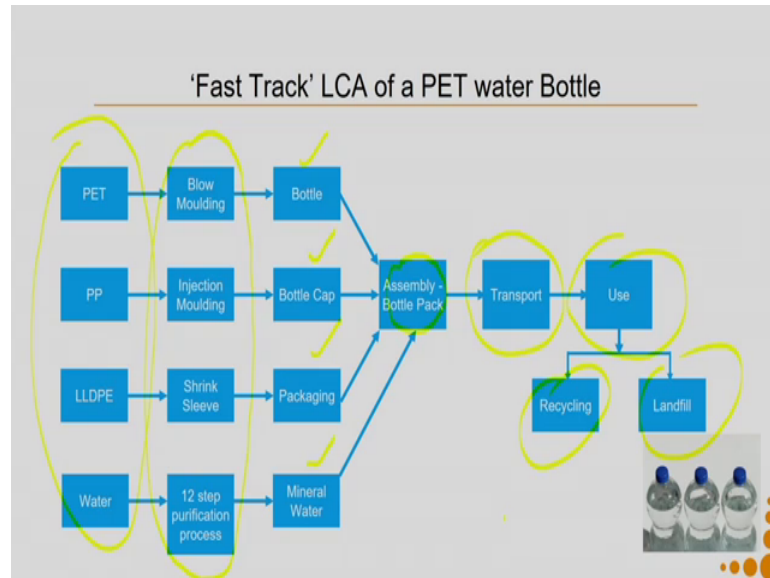 'Fast Track' LCA of a PET water Bottle
PET
Blow
Moulding
Bottle
PP
Injection
Moulding
Bottle Cap
Assembly -
Bottle Pack
Transport
Use
LLDPE
Shrink
Sleeve
Packaging
Recycling
Landfill
Water
12 step
purification
process
Mineral
Water